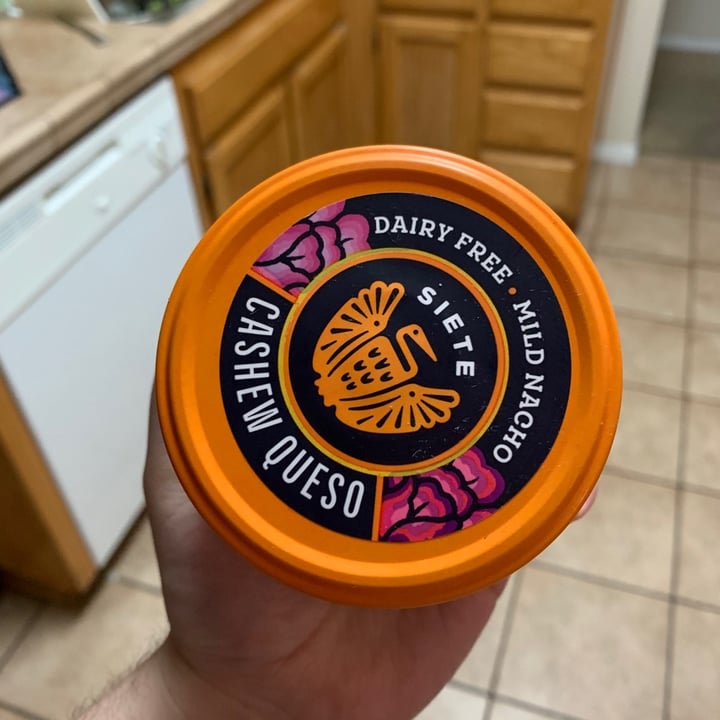 DAIRY FREE • MILD NACHO
SIETE
CASHEW QUESO